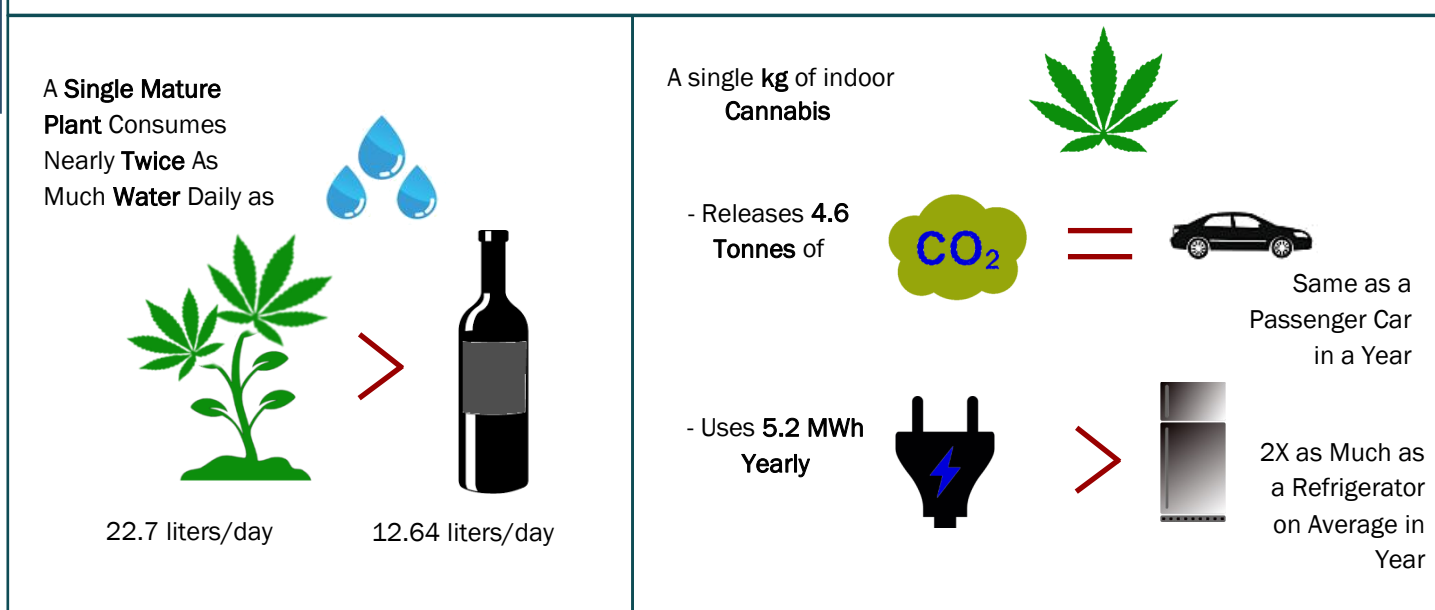 A Single Mature
Plant Consumes
Nearly Twice As
Much Water Daily as
22.7 liters/day
12.64 liters/day
A single kg of indoor
Cannabis
- Releases 4.6
Tonnes of
CO₂
Same as a
Passenger Car
in a Year
- Uses 5.2 MWh
Yearly
2X as Much as
a Refrigerator
on Average in
Year